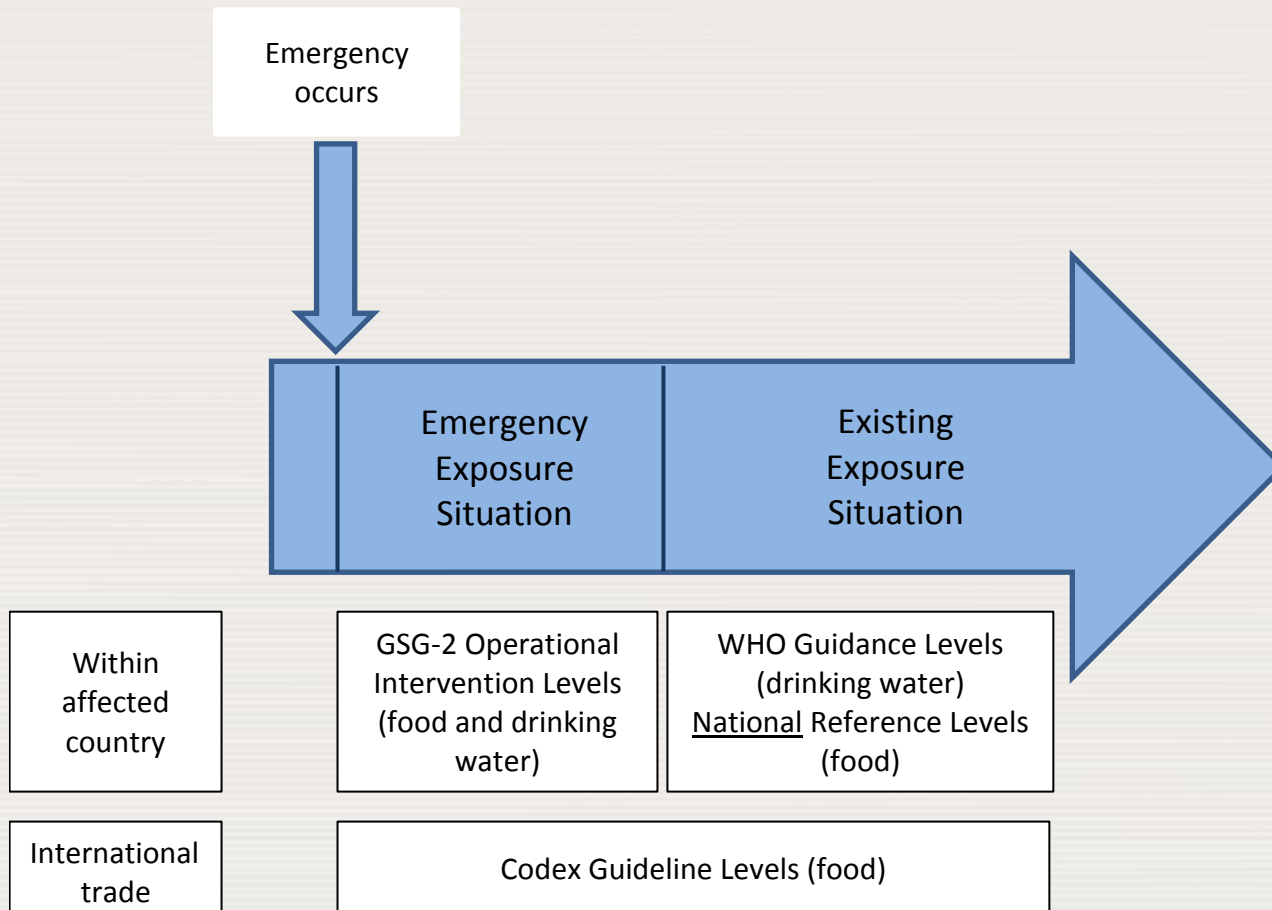 Emergency
occurs
Emergency
Exposure
Situation
Existing
Exposure
Situation
Within
affected
country
GSG-2 Operational
Intervention Levels
(food and drinking
water)
WHO Guidance Levels
(drinking water)
National Reference Levels
(food)
International
trade
Codex Guideline Levels (food)